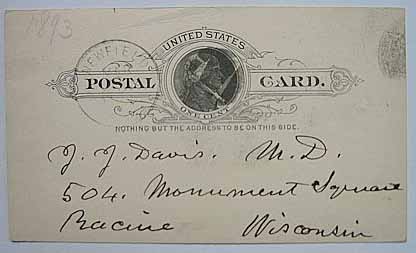 1893
UNITED STATES
POSTAL CARD.
ONE CENT
NOTHING BUT THE ADDRESS TO BE ON THIS SIDE.
J. J. Davis. M.D.
504. Monument Square
Racine Wisconsin